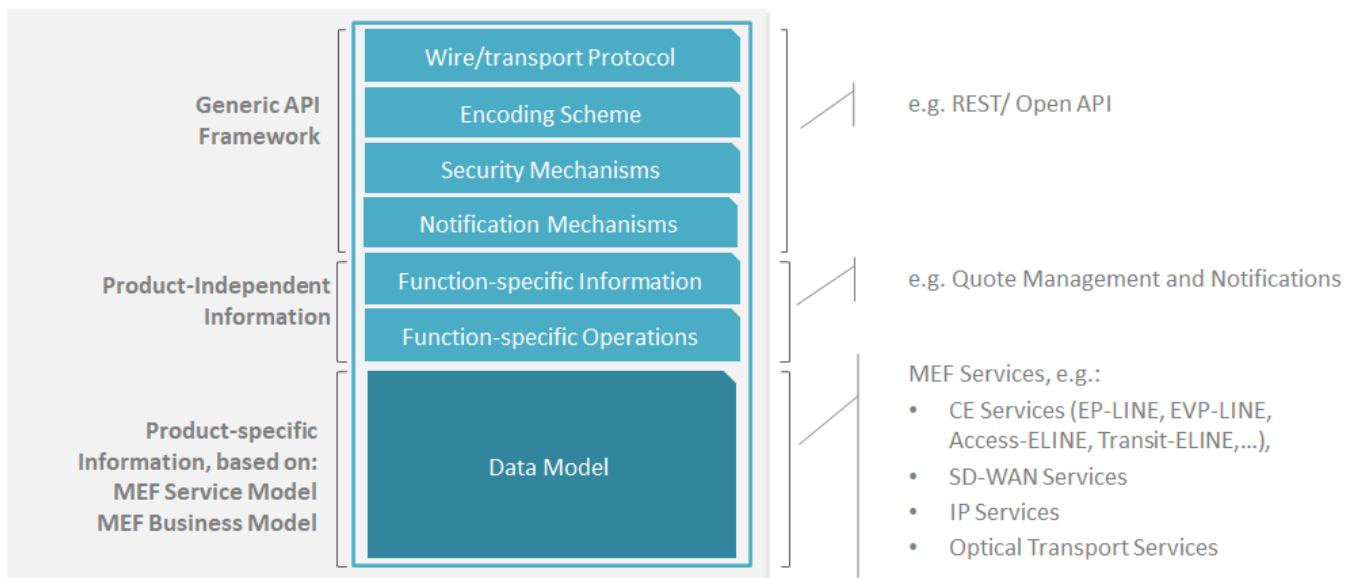 Generic API
Framework
Wire/transport Protocol
Encoding Scheme
Security Mechanisms
Notification Mechanisms
e.g. REST/ Open API
Product-Independent
Information
Function-specific Information
Function-specific Operations
e.g. Quote Management and Notifications
Product-specific
Information, based on:
MEF Service Model
MEF Business Model
Data Model
MEF Services, e.g.:
• CE Services (EP-LINE, EVP-LINE,
Access-ELINE, Transit-ELINE,...),
• SD-WAN Services
• IP Services
• Optical Transport Services